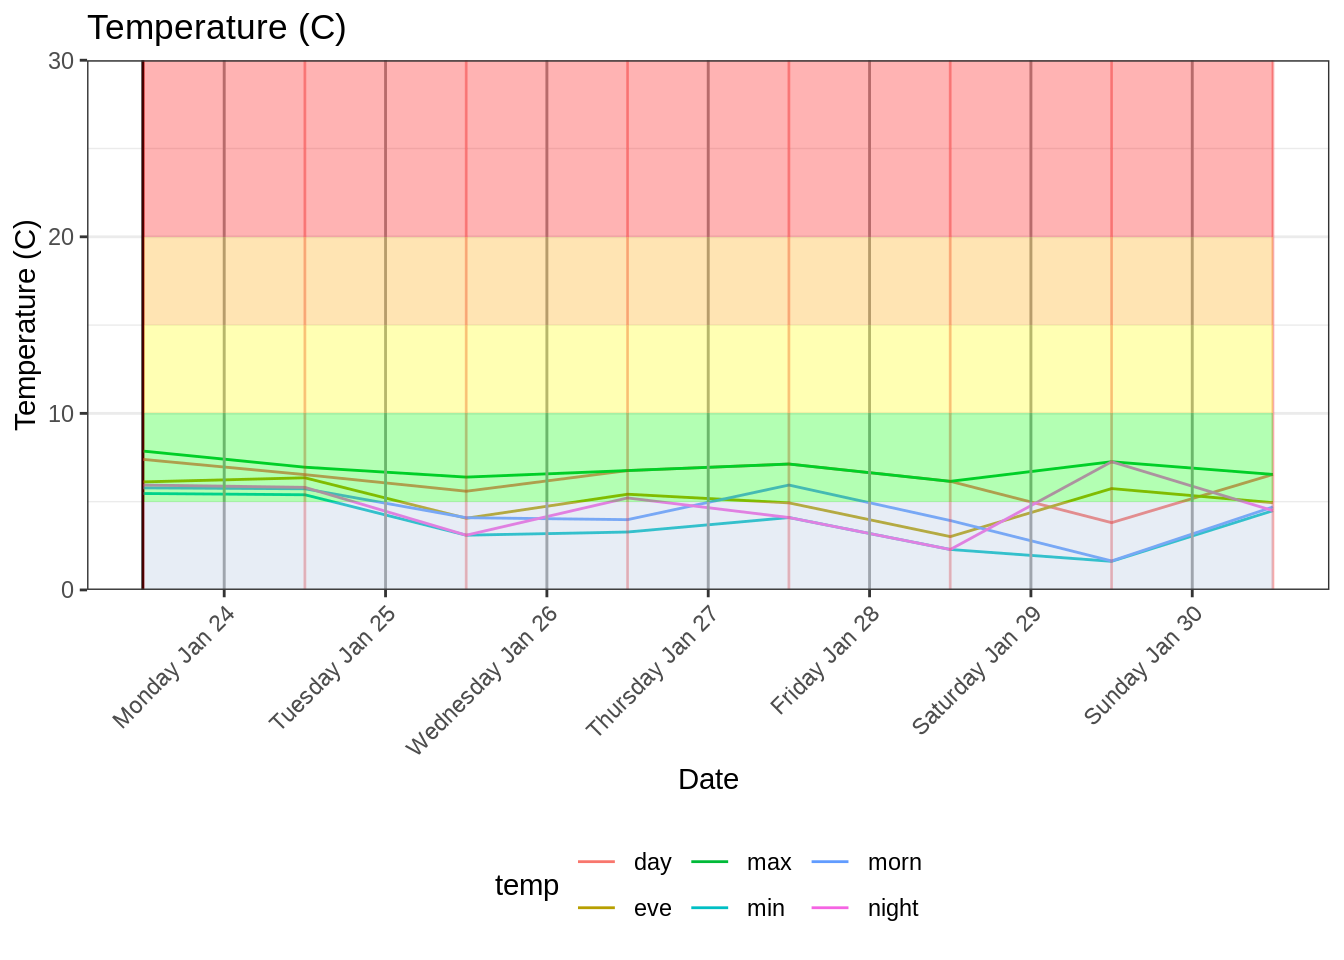 Temperature (C)
30
20
10
0
Temperature (C)
Monday Jan 24
Tuesday Jan 25
Wednesday Jan 26
Thursday Jan 27
Friday Jan 28
Saturday Jan 29
Sunday Jan 30
Date
temp
day
max
morn
eve
min
night